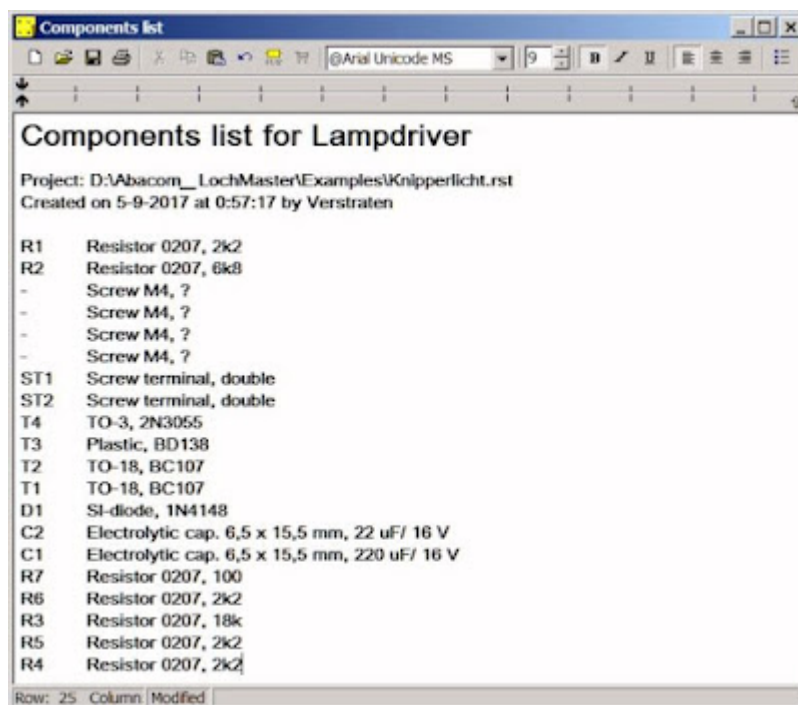 Components list
@Arial Unicode MS 9 B I U
Components list for Lampdriver
Project: D:\Abacom__LochMaster\Examples\Knipperlicht.rst
Created on 5-9-2017 at 0:57:17 by Verstraten
R1 Resistor 0207, 2k2
R2 Resistor 0207, 6k8
- Screw M4, ?
- Screw M4, ?
- Screw M4, ?
- Screw M4, ?
ST1 Screw terminal, double
ST2 Screw terminal, double
T4 TO-3, 2N3055
T3 Plastic, BD138
T2 TO-18, BC107
T1 TO-18, BC107
D1 SI-diode, 1N4148
C2 Electrolytic cap. 6,5 x 15,5 mm, 22 uF/ 16 V
C1 Electrolytic cap. 6,5 x 15,5 mm, 220 uF/ 16 V
R7 Resistor 0207, 100
R6 Resistor 0207, 2k2
R3 Resistor 0207, 18k
R5 Resistor 0207, 2k2
R4 Resistor 0207, 2k2
Row: 25 Column Modified